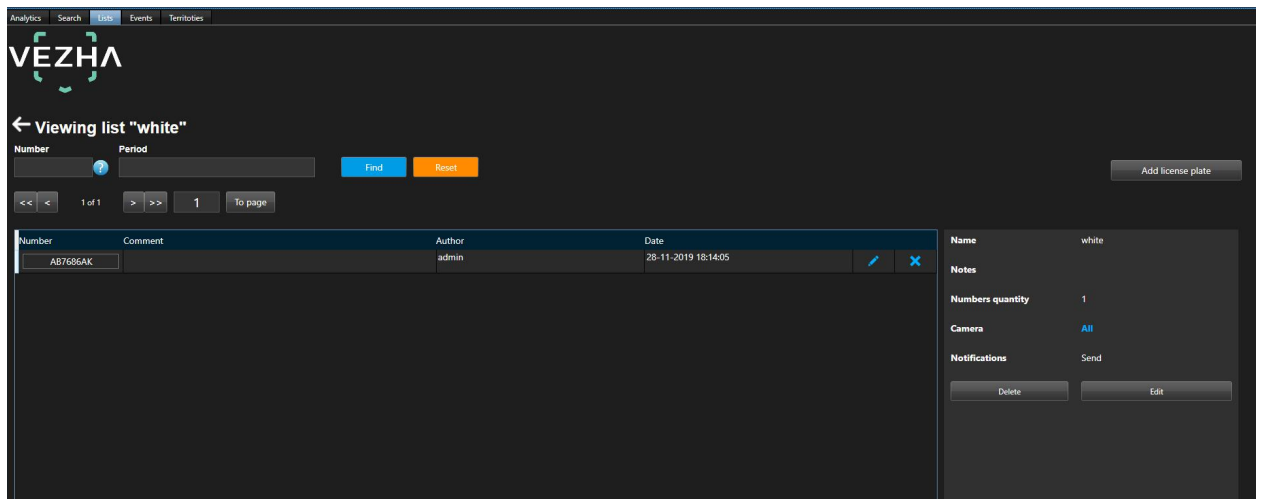 Analytics Search Lists Events Territoties
VEZHA
Viewing list "white"
Number Period
? Find Reset Add license plate
<< < 1 of 1 > >> 1 To page
Number Comment Author Date
AB7686AK admin 28-11-2019 18:14:05
Name white
Notes
Numbers quantity 1
Camera All
Notifications Send
Delete Edit